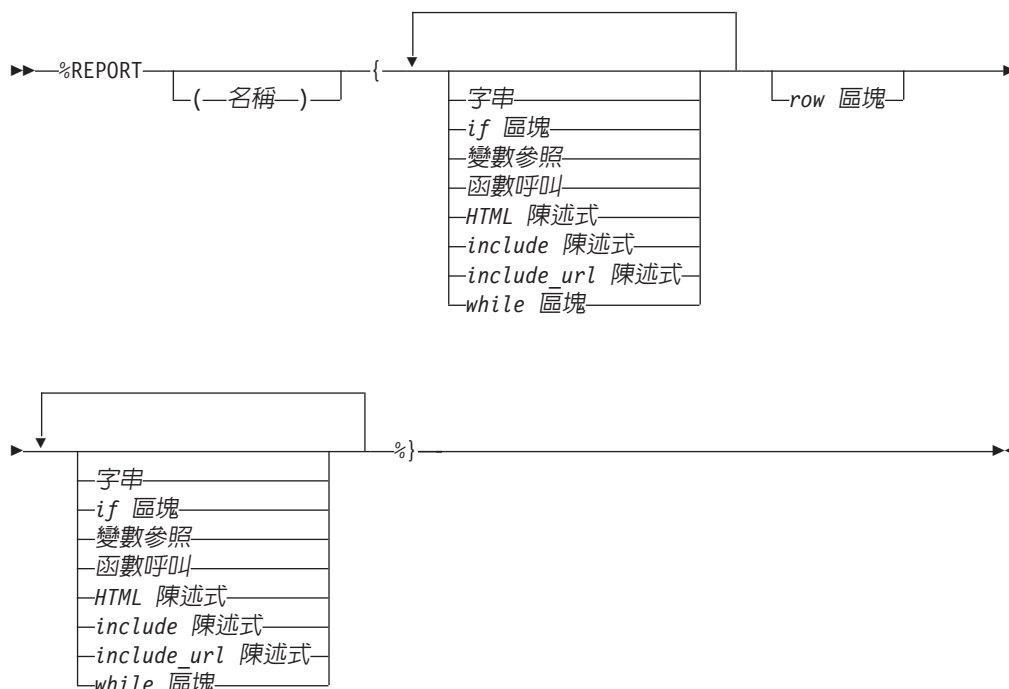 %REPORT ( 名稱 ) {
字串
if 區塊
變數參照
函數呼叫
HTML 陳述式
include 陳述式
include_url 陳述式
while 區塊
row 區塊
字串
if 區塊
變數參照
函數呼叫
HTML 陳述式
include 陳述式
include_url 陳述式
while 區塊
%}